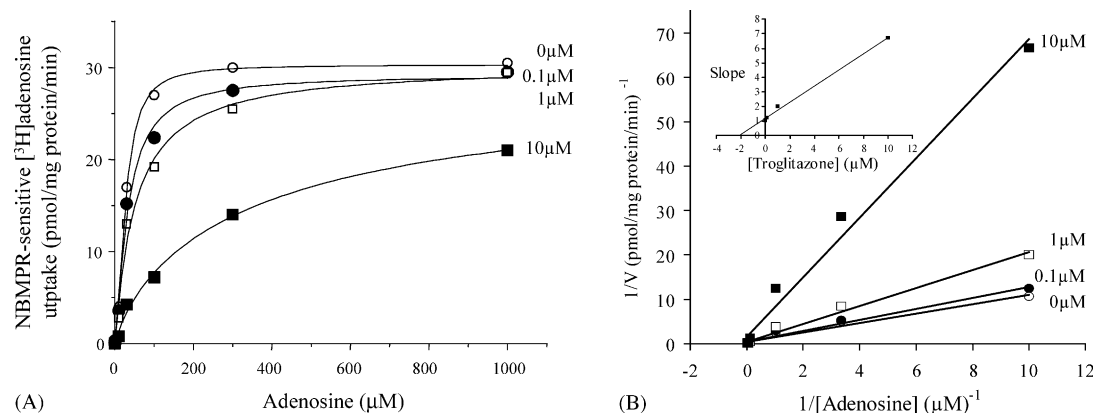 NBMPR-sensitive [³H]adenosine
utptake (pmol/mg protein/min)
40
30
20
10
0
0 200 400 600 800 1000
Adenosine (µM)
0µM
0.1µM
1µM
10µM
(A)
1/V (pmol/mg protein/min) ⁻¹
70
60
50
40
30
20
10
0
-2 0 2 4 6 8 10 12
1/[Adenosine] (µM)⁻¹
10µM
1µM
0.1µM
0µM
Slope
8
7
6
5
4
3
2
1
0
-4 -2 0 2 4 6 8 10 12
[Troglitazone] (µM)
(B)